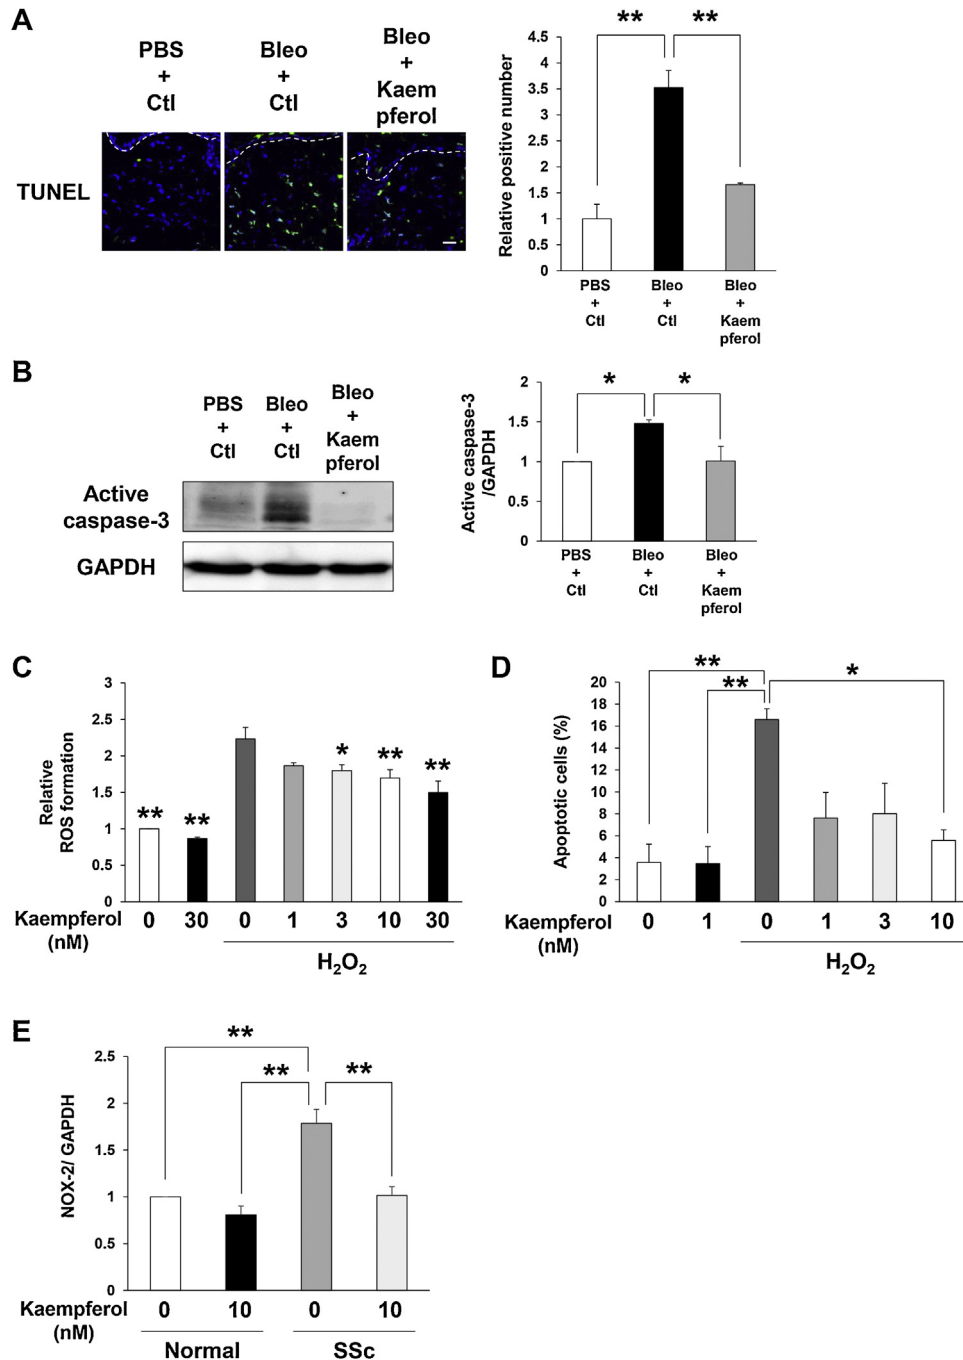 A
PBS
+
Ctl
Bleo
+
Ctl
Bleo
+
Kaem
pferol
TUNEL
Relative positive number
4.5
4
3.5
3
2.5
2
1.5
1
0.5
0
**
**
PBS
+
Ctl
Bleo
+
Ctl
Bleo
+
Kaem
pferol
B
PBS
+
Ctl
Bleo
+
Ctl
Bleo
+
Kaem
pferol
Active
caspase-3
GAPDH
Active caspase-3
/GAPDH
2
1.5
1
0.5
0
*
*
PBS
+
Ctl
Bleo
+
Ctl
Bleo
+
Kaem
pferol
C
Relative
ROS formation
3
2.5
2
1.5
1
0.5
0
**
**
*
**
**
Kaempferol
(nM)
0 30 0 1 3 10 30
H2O2
D
Apoptotic cells (%)
20
18
16
14
12
10
8
6
4
2
0
**
**
*
Kaempferol
(nM)
0 1 0 1 3 10
H2O2
E
NOX-2/ GAPDH
2.5
2
1.5
1
0.5
0
**
**
**
Kaempferol
(nM)
0 10 0 10
Normal SSc